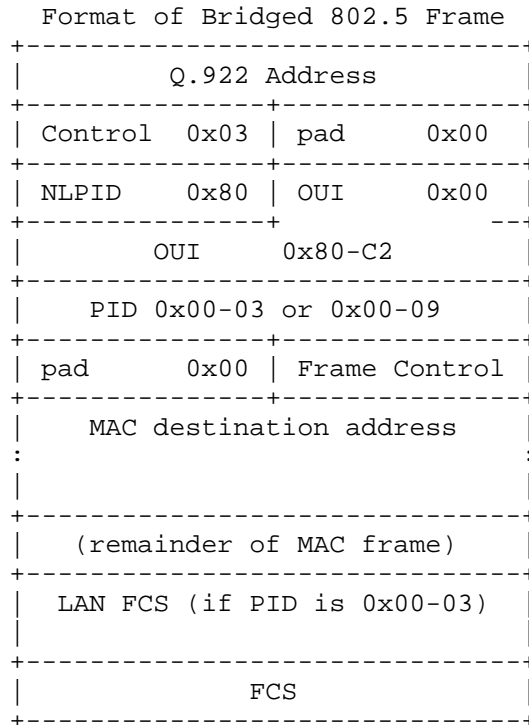 Format of Bridged 802.5 Frame
Q.922 Address
Control 0x03 | pad 0x00
NLPID 0x80 | OUI 0x00
OUI 0x80-C2
PID 0x00-03 or 0x00-09
pad 0x00 | Frame Control
MAC destination address
(remainder of MAC frame)
LAN FCS (if PID is 0x00-03)
FCS